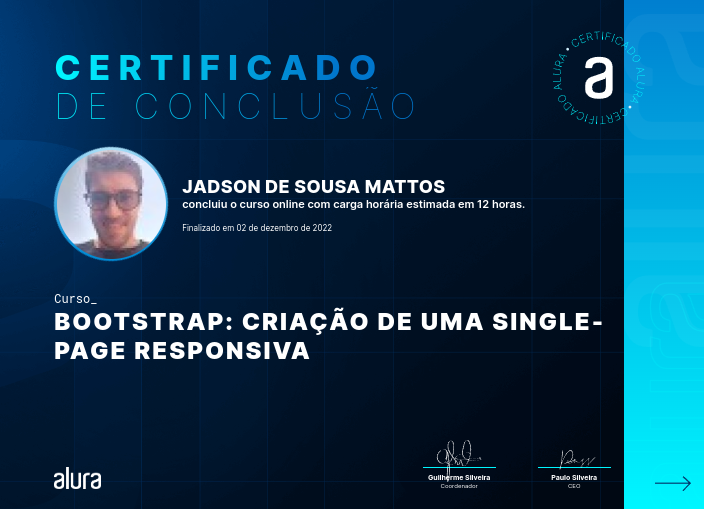 CERTIFICADO
DE CONCLUSÃO
CERTIFICADO ALURA • CERTIFICADO ALURA •
a
JADSON DE SOUSA MATTOS
concluiu o curso online com carga horária estimada em 12 horas.
Finalizado em 02 de dezembro de 2022
Curso_
BOOTSTRAP: CRIAÇÃO DE UMA SINGLE-
PAGE RESPONSIVA
alura
Guilherme Silveira
Coordenador
Paulo Silveira
CEO